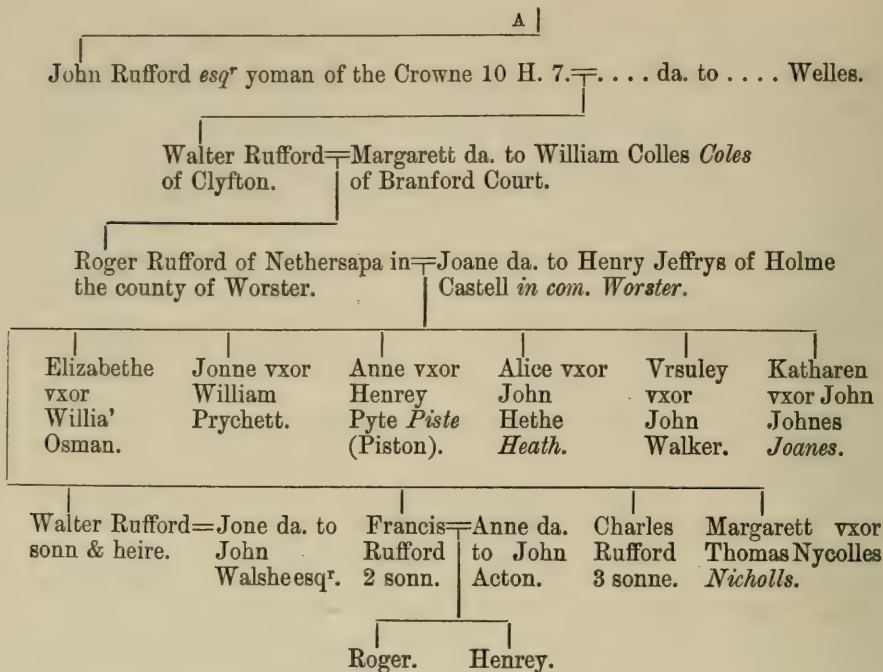 A
John Rufford esqʳ yoman of the Crowne 10 H. 7.=. . . . da. to . . . . Welles.
Walter Rufford=Margarett da. to William Colles Coles
of Clyfton. of Branford Court.
Roger Rufford of Nethersapa in=Joane da. to Henry Jeffrys of Holme
the county of Worster. Castell in com. Worster.
Elizabethe
vxor
Willia'
Osman.
Jonne vxor
William
Prychett.
Anne vxor
Henrey
Pyte Piste
(Piston).
Alice vxor
John
Hethe
Heath.
Vrsuley
vxor
John
Walker.
Katharen
vxor John
Johnes
Joanes.
Walter Rufford=Jone da. to
sonn & heire. John
Walshe esqʳ.
Francis=Anne da.
Rufford to John
2 sonn. Acton.
Charles
Rufford
3 sonne.
Margarett vxor
Thomas Nycolles
Nicholls.
Roger. Henrey.